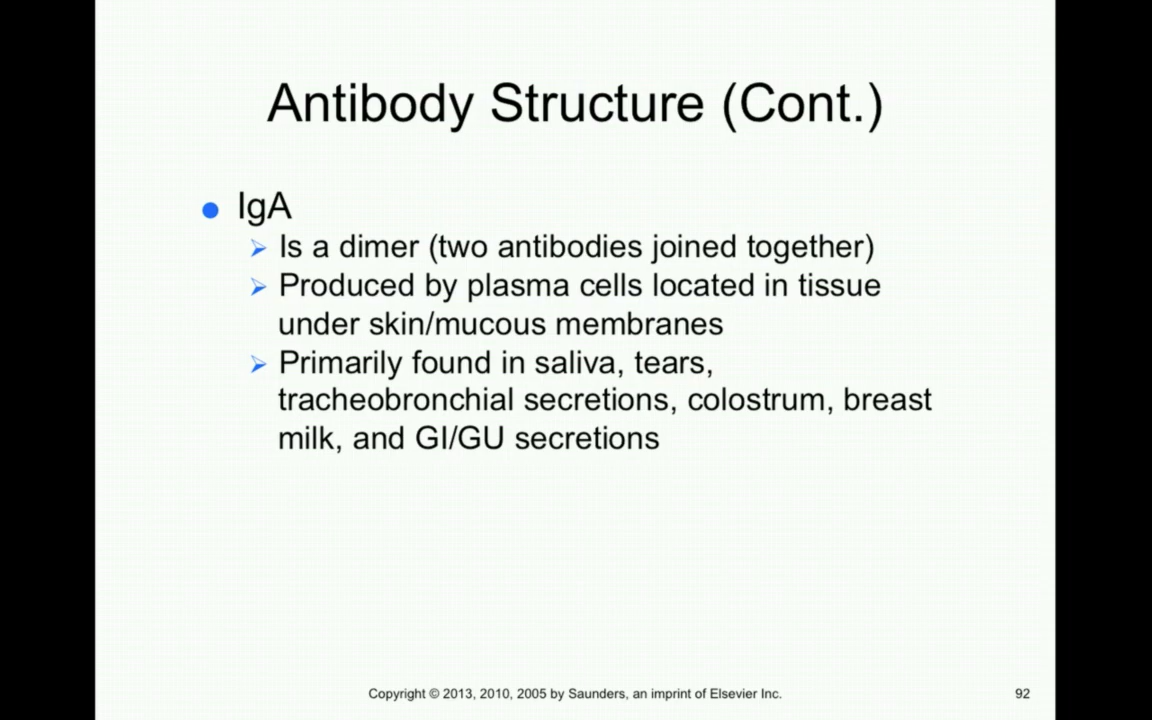 Antibody Structure (Cont.)
● IgA
➢ Is a dimer (two antibodies joined together)
➢ Produced by plasma cells located in tissue
under skin/mucous membranes
➢ Primarily found in saliva, tears,
tracheobronchial secretions, colostrum, breast
milk, and GI/GU secretions
Copyright © 2013, 2010, 2005 by Saunders, an imprint of Elsevier Inc.
92